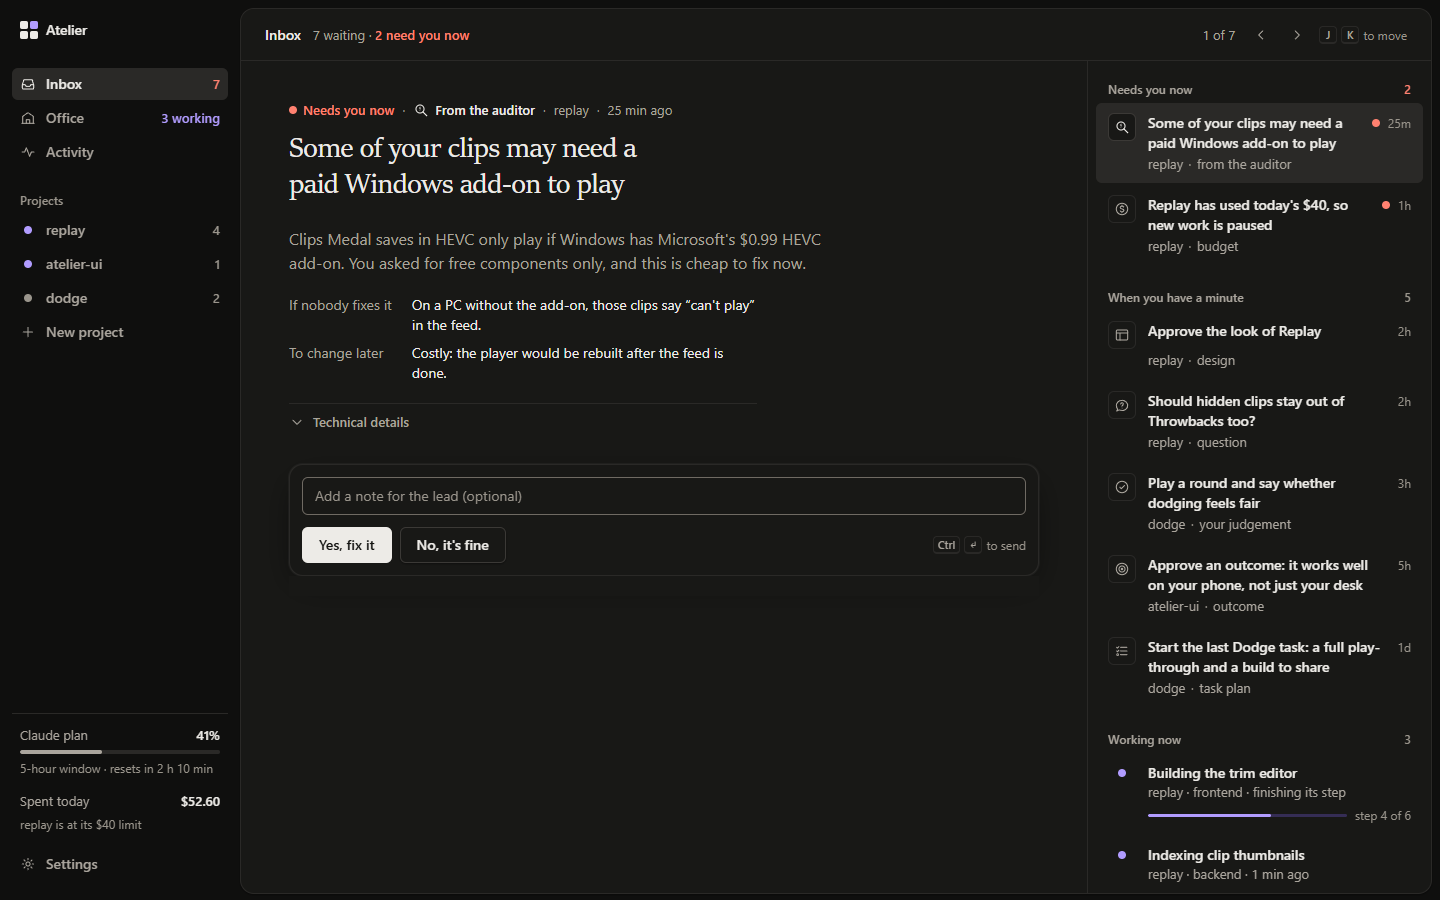 Atelier
Inbox 7
Office 3 working
Activity
Projects
replay 4
atelier-ui 1
dodge 2
New project
Claude plan 41%
5-hour window · resets in 2 h 10 min
Spent today $52.60
replay is at its $40 limit
Settings
Inbox 7 waiting · 2 need you now
1 of 7 J K to move
Needs you now · From the auditor · replay · 25 min ago
Some of your clips may need a
paid Windows add-on to play
Clips Medal saves in HEVC only play if Windows has Microsoft's $0.99 HEVC
add-on. You asked for free components only, and this is cheap to fix now.
If nobody fixes it On a PC without the add-on, those clips say “can't play”
in the feed.
To change later Costly: the player would be rebuilt after the feed is
done.
Technical details
Add a note for the lead (optional)
Yes, fix it No, it's fine Ctrl ↵ to send
Needs you now 2
Some of your clips may need a 25m
paid Windows add-on to play
replay · from the auditor
Replay has used today's $40, so 1h
new work is paused
replay · budget
When you have a minute 5
Approve the look of Replay 2h
replay · design
Should hidden clips stay out of 2h
Throwbacks too?
replay · question
Play a round and say whether 3h
dodging feels fair
dodge · your judgement
Approve an outcome: it works well 5h
on your phone, not just your desk
atelier-ui · outcome
Start the last Dodge task: a full play- 1d
through and a build to share
dodge · task plan
Working now 3
Building the trim editor
replay · frontend · finishing its step
step 4 of 6
Indexing clip thumbnails
replay · backend · 1 min ago